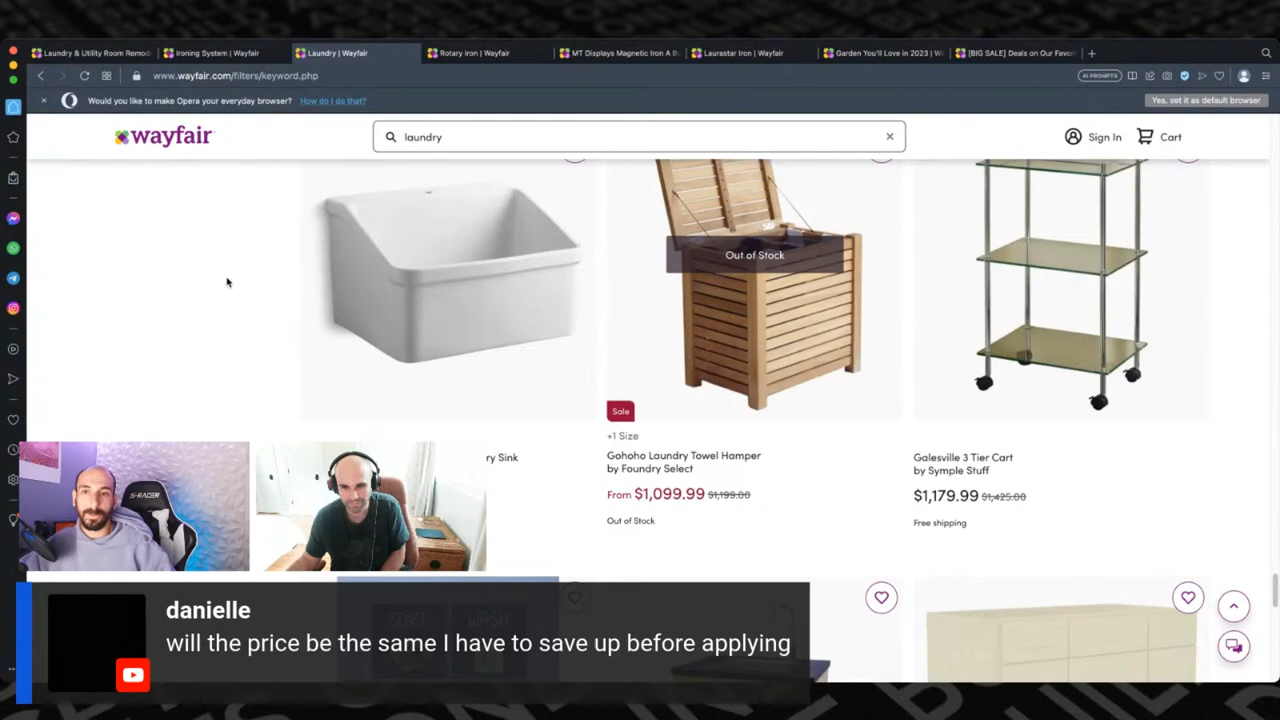 Laundry & Utility Room Remod
Ironing System | Wayfair
Laundry | Wayfair
Rotary Iron | Wayfair
MT Displays Magnetic Iron A B
Laurastar Iron | Wayfair
Garden You'll Love in 2023 | W
[BIG SALE] Deals on Our Favor
www.wayfair.com/filters/keyword.php
AI PROMPTS
Would you like to make Opera your everyday browser? How do I do that?
Yes, set it as default browser
wayfair
laundry
Sign In
Cart
Out of Stock
Sale
+1 Size
ry Sink
Gohoho Laundry Towel Hamper
by Foundry Select
From $1,099.99 $1,199.00
Out of Stock
Galesville 3 Tier Cart
by Symple Stuff
$1,179.99 $1,425.00
Free shipping
S-RACER
SORT
WASH
danielle
will the price be the same I have to save up before applying